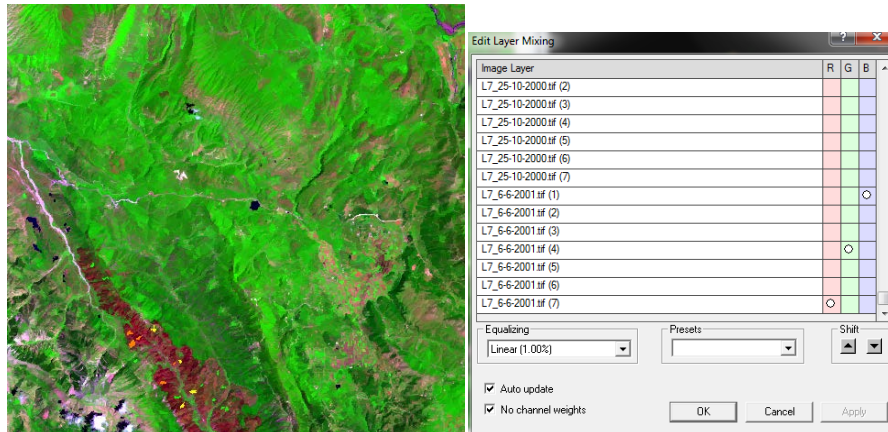 Edit Layer Mixing
Image Layer R G B
L7_25-10-2000.tif (2)
L7_25-10-2000.tif (3)
L7_25-10-2000.tif (4)
L7_25-10-2000.tif (5)
L7_25-10-2000.tif (6)
L7_25-10-2000.tif (7)
L7_6-6-2001.tif (1)
L7_6-6-2001.tif (2)
L7_6-6-2001.tif (3)
L7_6-6-2001.tif (4)
L7_6-6-2001.tif (5)
L7_6-6-2001.tif (6)
L7_6-6-2001.tif (7)
Equalizing Presets Shift
Linear (1.00%)
Auto update
No channel weights
OK Cancel Apply